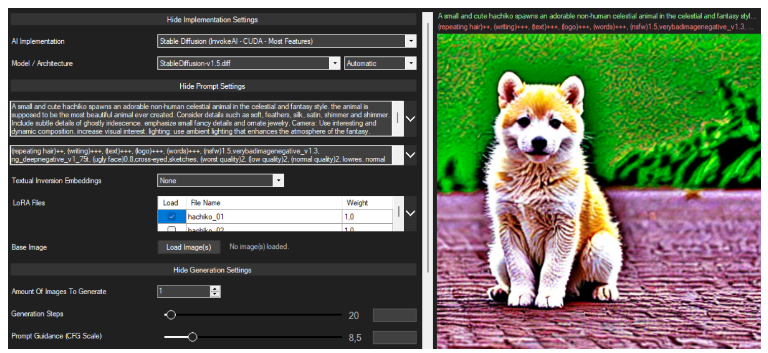 Hide Implementation Settings
AI Implementation
Stable Diffusion (InvokeAI - CUDA - Most Features)
Model / Architecture
StableDiffusion-v1.5.diff
Automatic
Hide Prompt Settings
A small and cute hachiko spawns an adorable non-human celestial animal in the celestial and fantasy style. the animal is
supposed to be the most beautiful animal ever created. Consider details such as soft, feathers, silk, satin, shimmer and shimmer.
Include subtle details of ghostly iridescence. emphasize small fancy details and ornate jewelry, Camera: Use interesting and
dynamic composition. increase visual interest. lighting: use ambient lighting that enhances the atmosphere of the fantasy.
(repeating hair)++, (writing)+++, (text)+++, (logo)+++, (words)+++, (nsfw)1.5,verybadimagenegative_v1.3,
ng_deepnegative_v1_75t, (ugly face)0.8,cross-eyed,sketches, (worst quality)2, (low quality)2, (normal quality)2, lowres, normal
Textual Inversion Embeddings
None
LoRA Files
Load
File Name
Weight
hachiko_01
1,0
hachiko_02
1,0
Base Image
Load Image(s)
No image(s) loaded.
Hide Generation Settings
Amount Of Images To Generate
1
Generation Steps
20
Prompt Guidance (CFG Scale)
8,5
A small and cute hachiko spawns an adorable non-human celestial animal in the celestial and fantasy styl...
(repeating hair)++, (writing)+++, (text)+++, (logo)+++, (words)+++, (nsfw)1.5,verybadimagenegative_v1.3, ...